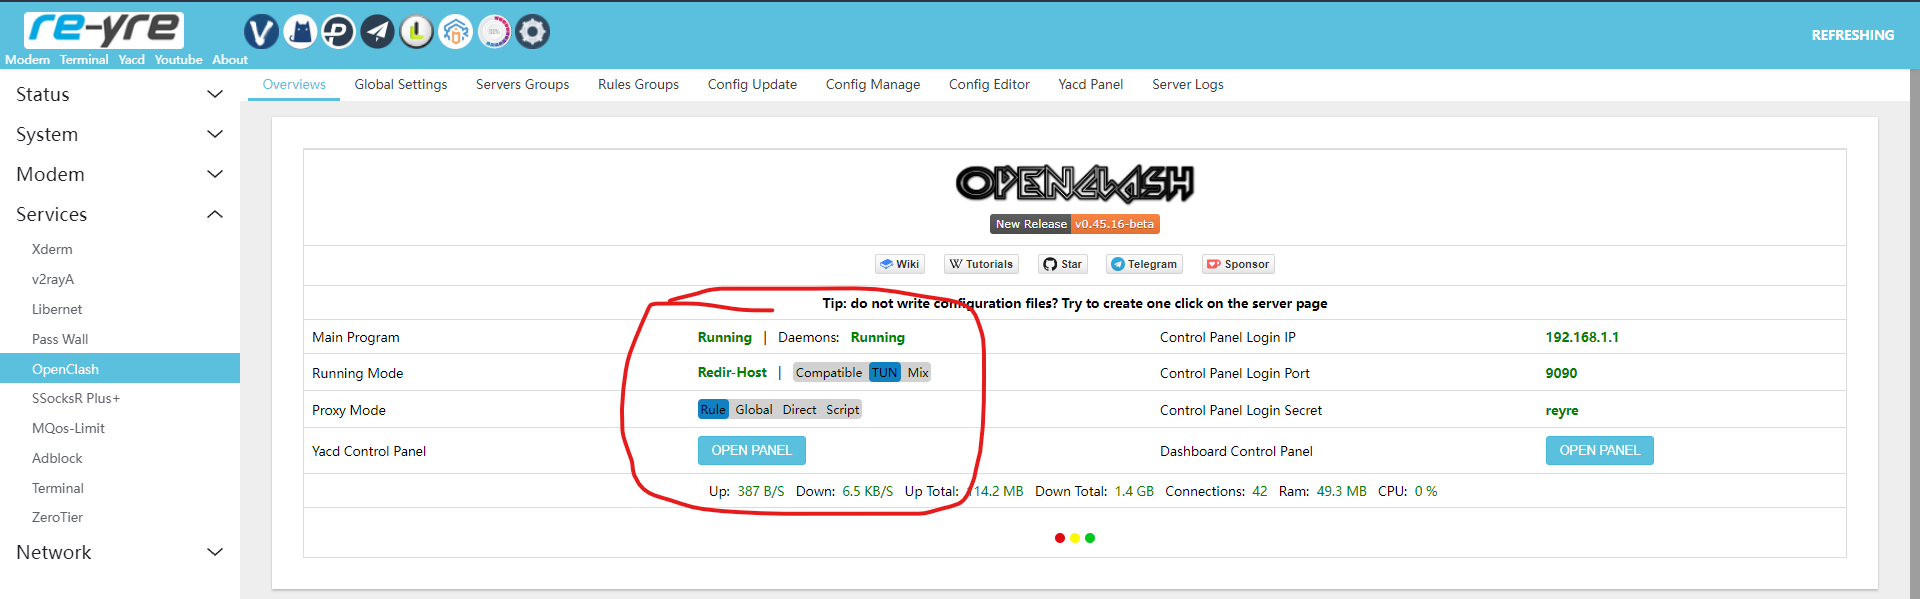 re-yre
Modem Terminal Yacd Youtube About
REFRESHING
Overviews Global Settings Servers Groups Rules Groups Config Update Config Manage Config Editor Yacd Panel Server Logs
Status
System
Modem
Services
Xderm
v2rayA
Libernet
Pass Wall
OpenClash
SSocksR Plus+
MQos-Limit
Adblock
Terminal
ZeroTier
Network
OPENCLASH
New Release v0.45.16-beta
Wiki Tutorials Star Telegram Sponsor
Tip: do not write configuration files? Try to create one click on the server page
Main Program Running | Daemons: Running Control Panel Login IP 192.168.1.1
Running Mode Redir-Host | Compatible TUN Mix Control Panel Login Port 9090
Proxy Mode Rule Global Direct Script Control Panel Login Secret reyre
Yacd Control Panel OPEN PANEL Dashboard Control Panel OPEN PANEL
Up: 387 B/S Down: 6.5 KB/S Up Total: 114.2 MB Down Total: 1.4 GB Connections: 42 Ram: 49.3 MB CPU: 0 %